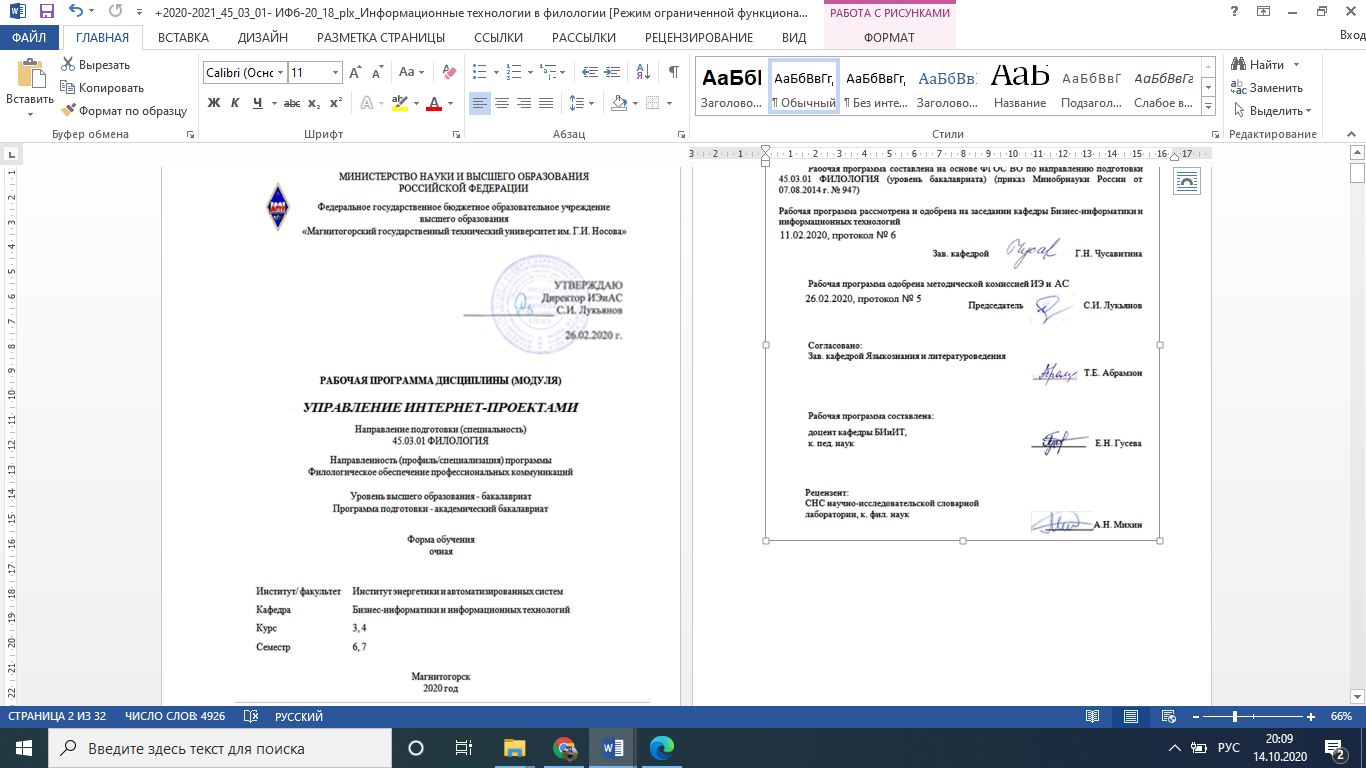 +2020-2021_45_03_01- ИФб-20_18_plx_Информационные технологии в филологии [Режим ограниченной функциона...
РАБОТА С РИСУНКАМИ
ФАЙЛ
ГЛАВНАЯ
ВСТАВКА
ДИЗАЙН
РАЗМЕТКА СТРАНИЦЫ
ССЫЛКИ
РАССЫЛКИ
РЕЦЕНЗИРОВАНИЕ
ВИД
ФОРМАТ
Вход
Вставить
Вырезать
Копировать
Формат по образцу
Буфер обмена
Calibri (Оснс
11
Шрифт
Абзац
АаБбІ
Заголово...
АаБбВвГг,
¶ Обычный
АаБбВвГг,
¶ Без инте...
АаБбВв
Заголово...
АаБ
Название
АаБбВвГ
Подзагол...
АаБбВвГг
Слабое в...
Стили
Найти
Заменить
Выделить
Редактирование
МИНИСТЕРСТВО НАУКИ И ВЫСШЕГО ОБРАЗОВАНИЯ
РОССИЙСКОЙ ФЕДЕРАЦИИ
Федеральное государственное бюджетное образовательное учреждение
высшего образования
«Магнитогорский государственный технический университет им. Г.И. Носова»
УТВЕРЖДАЮ
Директор ИЭиАС
С.И. Лукьянов
26.02.2020 г.
РАБОЧАЯ ПРОГРАММА ДИСЦИПЛИНЫ (МОДУЛЯ)
УПРАВЛЕНИЕ ИНТЕРНЕТ-ПРОЕКТАМИ
Направление подготовки (специальность)
45.03.01 ФИЛОЛОГИЯ
Направленность (профиль/специализация) программы
Филологическое обеспечение профессиональных коммуникаций
Уровень высшего образования - бакалавриат
Программа подготовки - академический бакалавриат
Форма обучения
очная
Институт/ факультет Институт энергетики и автоматизированных систем
Кафедра Бизнес-информатики и информационных технологий
Курс 3, 4
Семестр 6, 7
Магнитогорск
2020 год
Рабочая программа составлена на основе ФГОС ВО по направлению подготовки
45.03.01 ФИЛОЛОГИЯ (уровень бакалавриата) (приказ Минобрнауки России от
07.08.2014 г. № 947)
Рабочая программа рассмотрена и одобрена на заседании кафедры Бизнес-информатики и
информационных технологий
11.02.2020, протокол № 6
Зав. кафедрой Г.Н. Чусавитина
Рабочая программа одобрена методической комиссией ИЭ и АС
26.02.2020, протокол № 5
Председатель С.И. Лукьянов
Согласовано:
Зав. кафедрой Языкознания и литературоведения
Т.Е. Абрамзон
Рабочая программа составлена:
доцент кафедры БИиИТ,
к. пед. наук Е.Н. Гусева
Рецензент:
СНС научно-исследовательской словарной
лаборатории, к. фил. наук
А.Н. Михин
СТРАНИЦА 2 ИЗ 32
ЧИСЛО СЛОВ: 4926
РУССКИЙ
66%
Введите здесь текст для поиска
РУС
20:09
14.10.2020
2